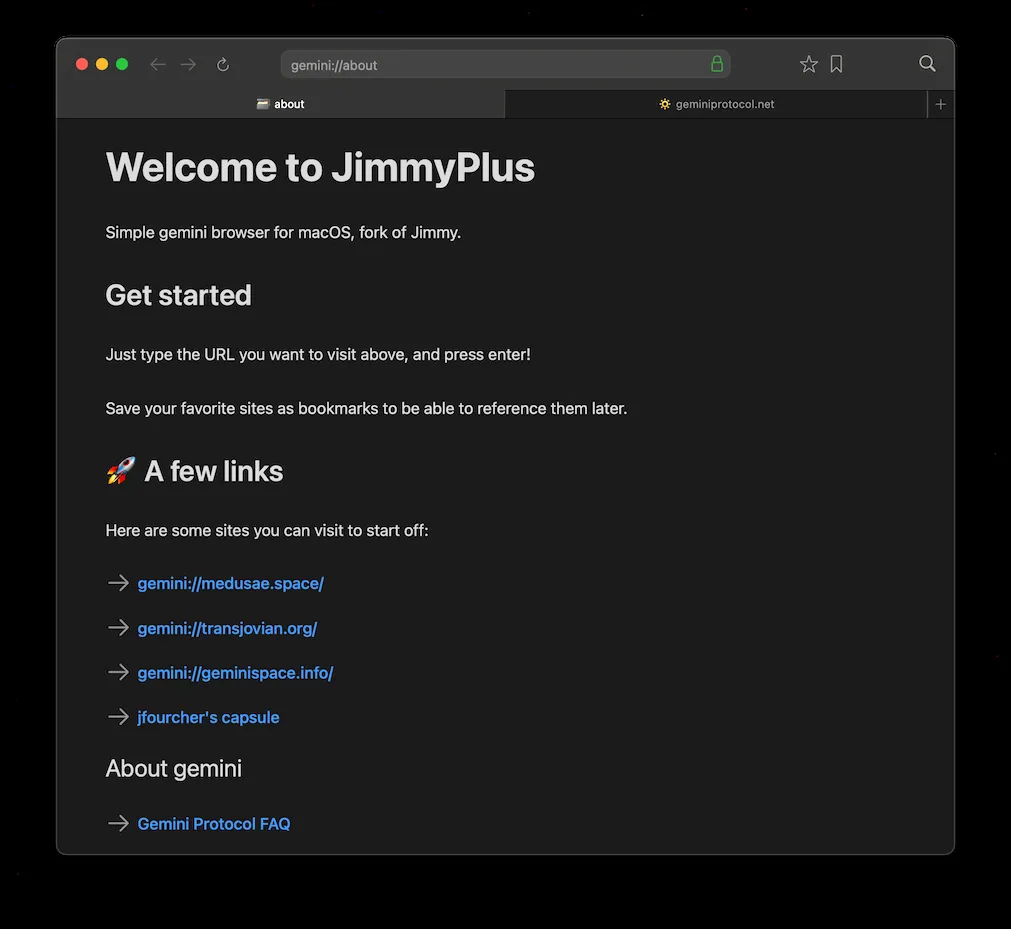 gemini://about
about
geminiprotocol.net
Welcome to JimmyPlus
Simple gemini browser for macOS, fork of Jimmy.
Get started
Just type the URL you want to visit above, and press enter!
Save your favorite sites as bookmarks to be able to reference them later.
🚀 A few links
Here are some sites you can visit to start off:
→ gemini://medusae.space/
→ gemini://transjovian.org/
→ gemini://geminispace.info/
→ jfourcher's capsule
About gemini
→ Gemini Protocol FAQ